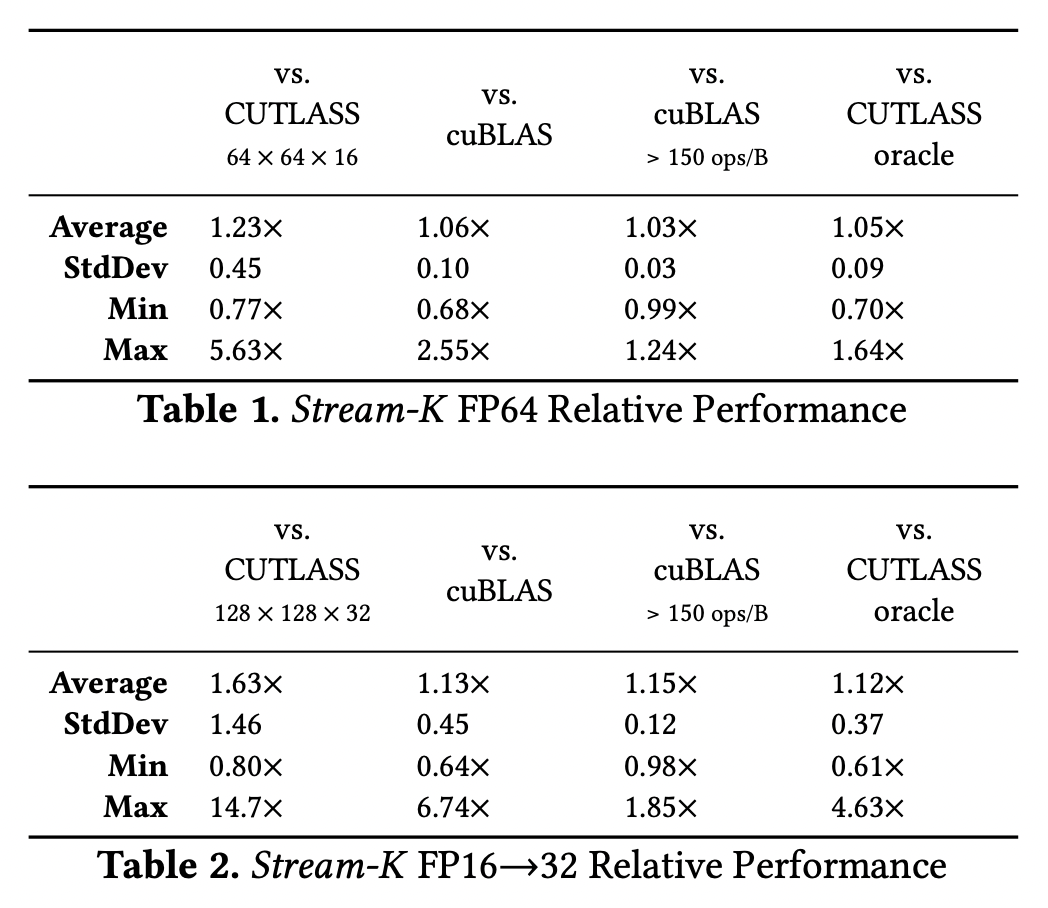 vs. CUTLASS 64 × 64 × 16 vs. cuBLAS vs. cuBLAS > 150 ops/B vs. CUTLASS oracle
Average 1.23× 1.06× 1.03× 1.05×
StdDev 0.45 0.10 0.03 0.09
Min 0.77× 0.68× 0.99× 0.70×
Max 5.63× 2.55× 1.24× 1.64×
Table 1. Stream-K FP64 Relative Performance
vs. CUTLASS 128 × 128 × 32 vs. cuBLAS vs. cuBLAS > 150 ops/B vs. CUTLASS oracle
Average 1.63× 1.13× 1.15× 1.12×
StdDev 1.46 0.45 0.12 0.37
Min 0.80× 0.64× 0.98× 0.61×
Max 14.7× 6.74× 1.85× 4.63×
Table 2. Stream-K FP16→32 Relative Performance